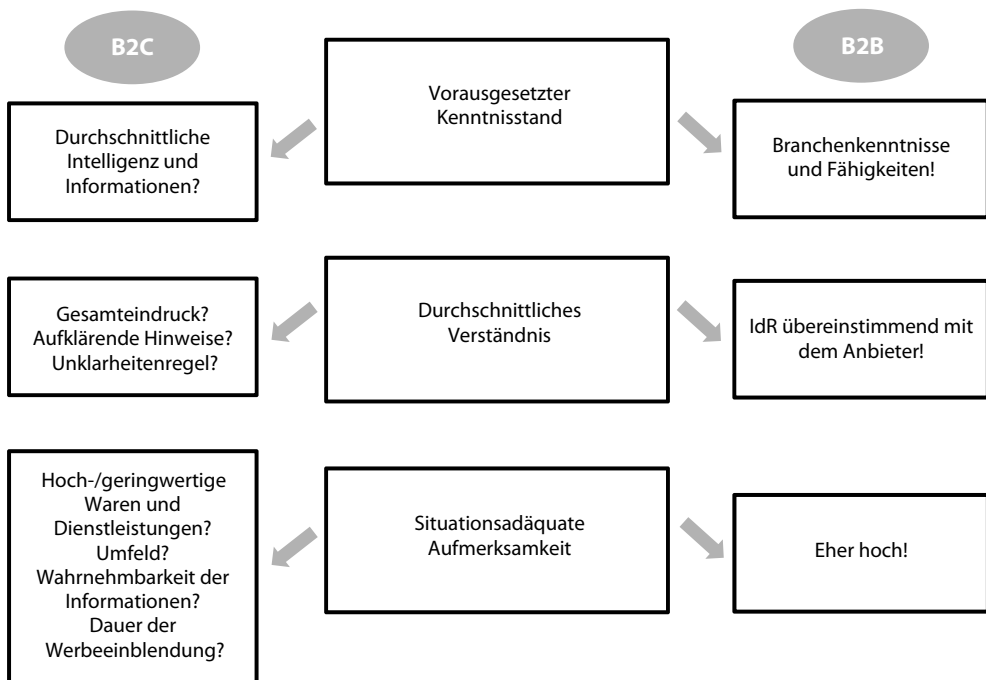 B2C
B2B
Vorausgesetzter
Kenntnisstand
Durchschnittliche
Intelligenz und
Informationen?
Branchenkenntnisse
und Fähigkeiten!
Durchschnittliches
Verständnis
Gesamteindruck?
Aufklärende Hinweise?
Unklarheitenregel?
IdR übereinstimmend mit
dem Anbieter!
Situationsadäquate
Aufmerksamkeit
Hoch-/geringwertige
Waren und
Dienstleistungen?
Umfeld?
Wahrnehmbarkeit der
Informationen?
Dauer der
Werbeeinblendung?
Eher hoch!